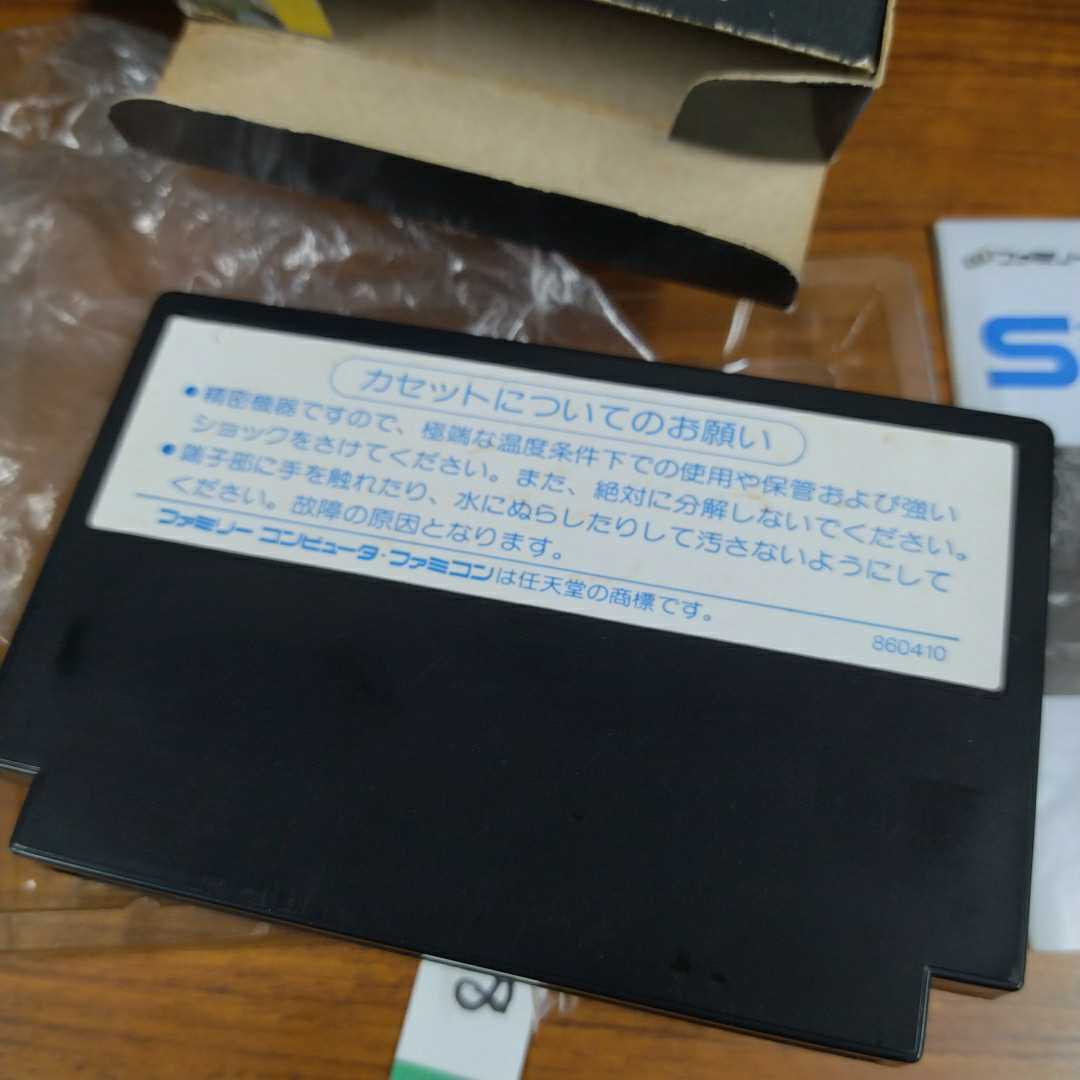 カセットについてのお願い
●精密機器ですので、極端な温度条件下での使用や保管および強い
ショックをさけてください。また、絶対に分解しないでください。
●端子部に手を触れたり、水にぬらしたりして汚さないようにして
ください。故障の原因となります。
ファミリー コンピュータ・ファミコンは任天堂の商標です。
860410
ファミリー
S
8